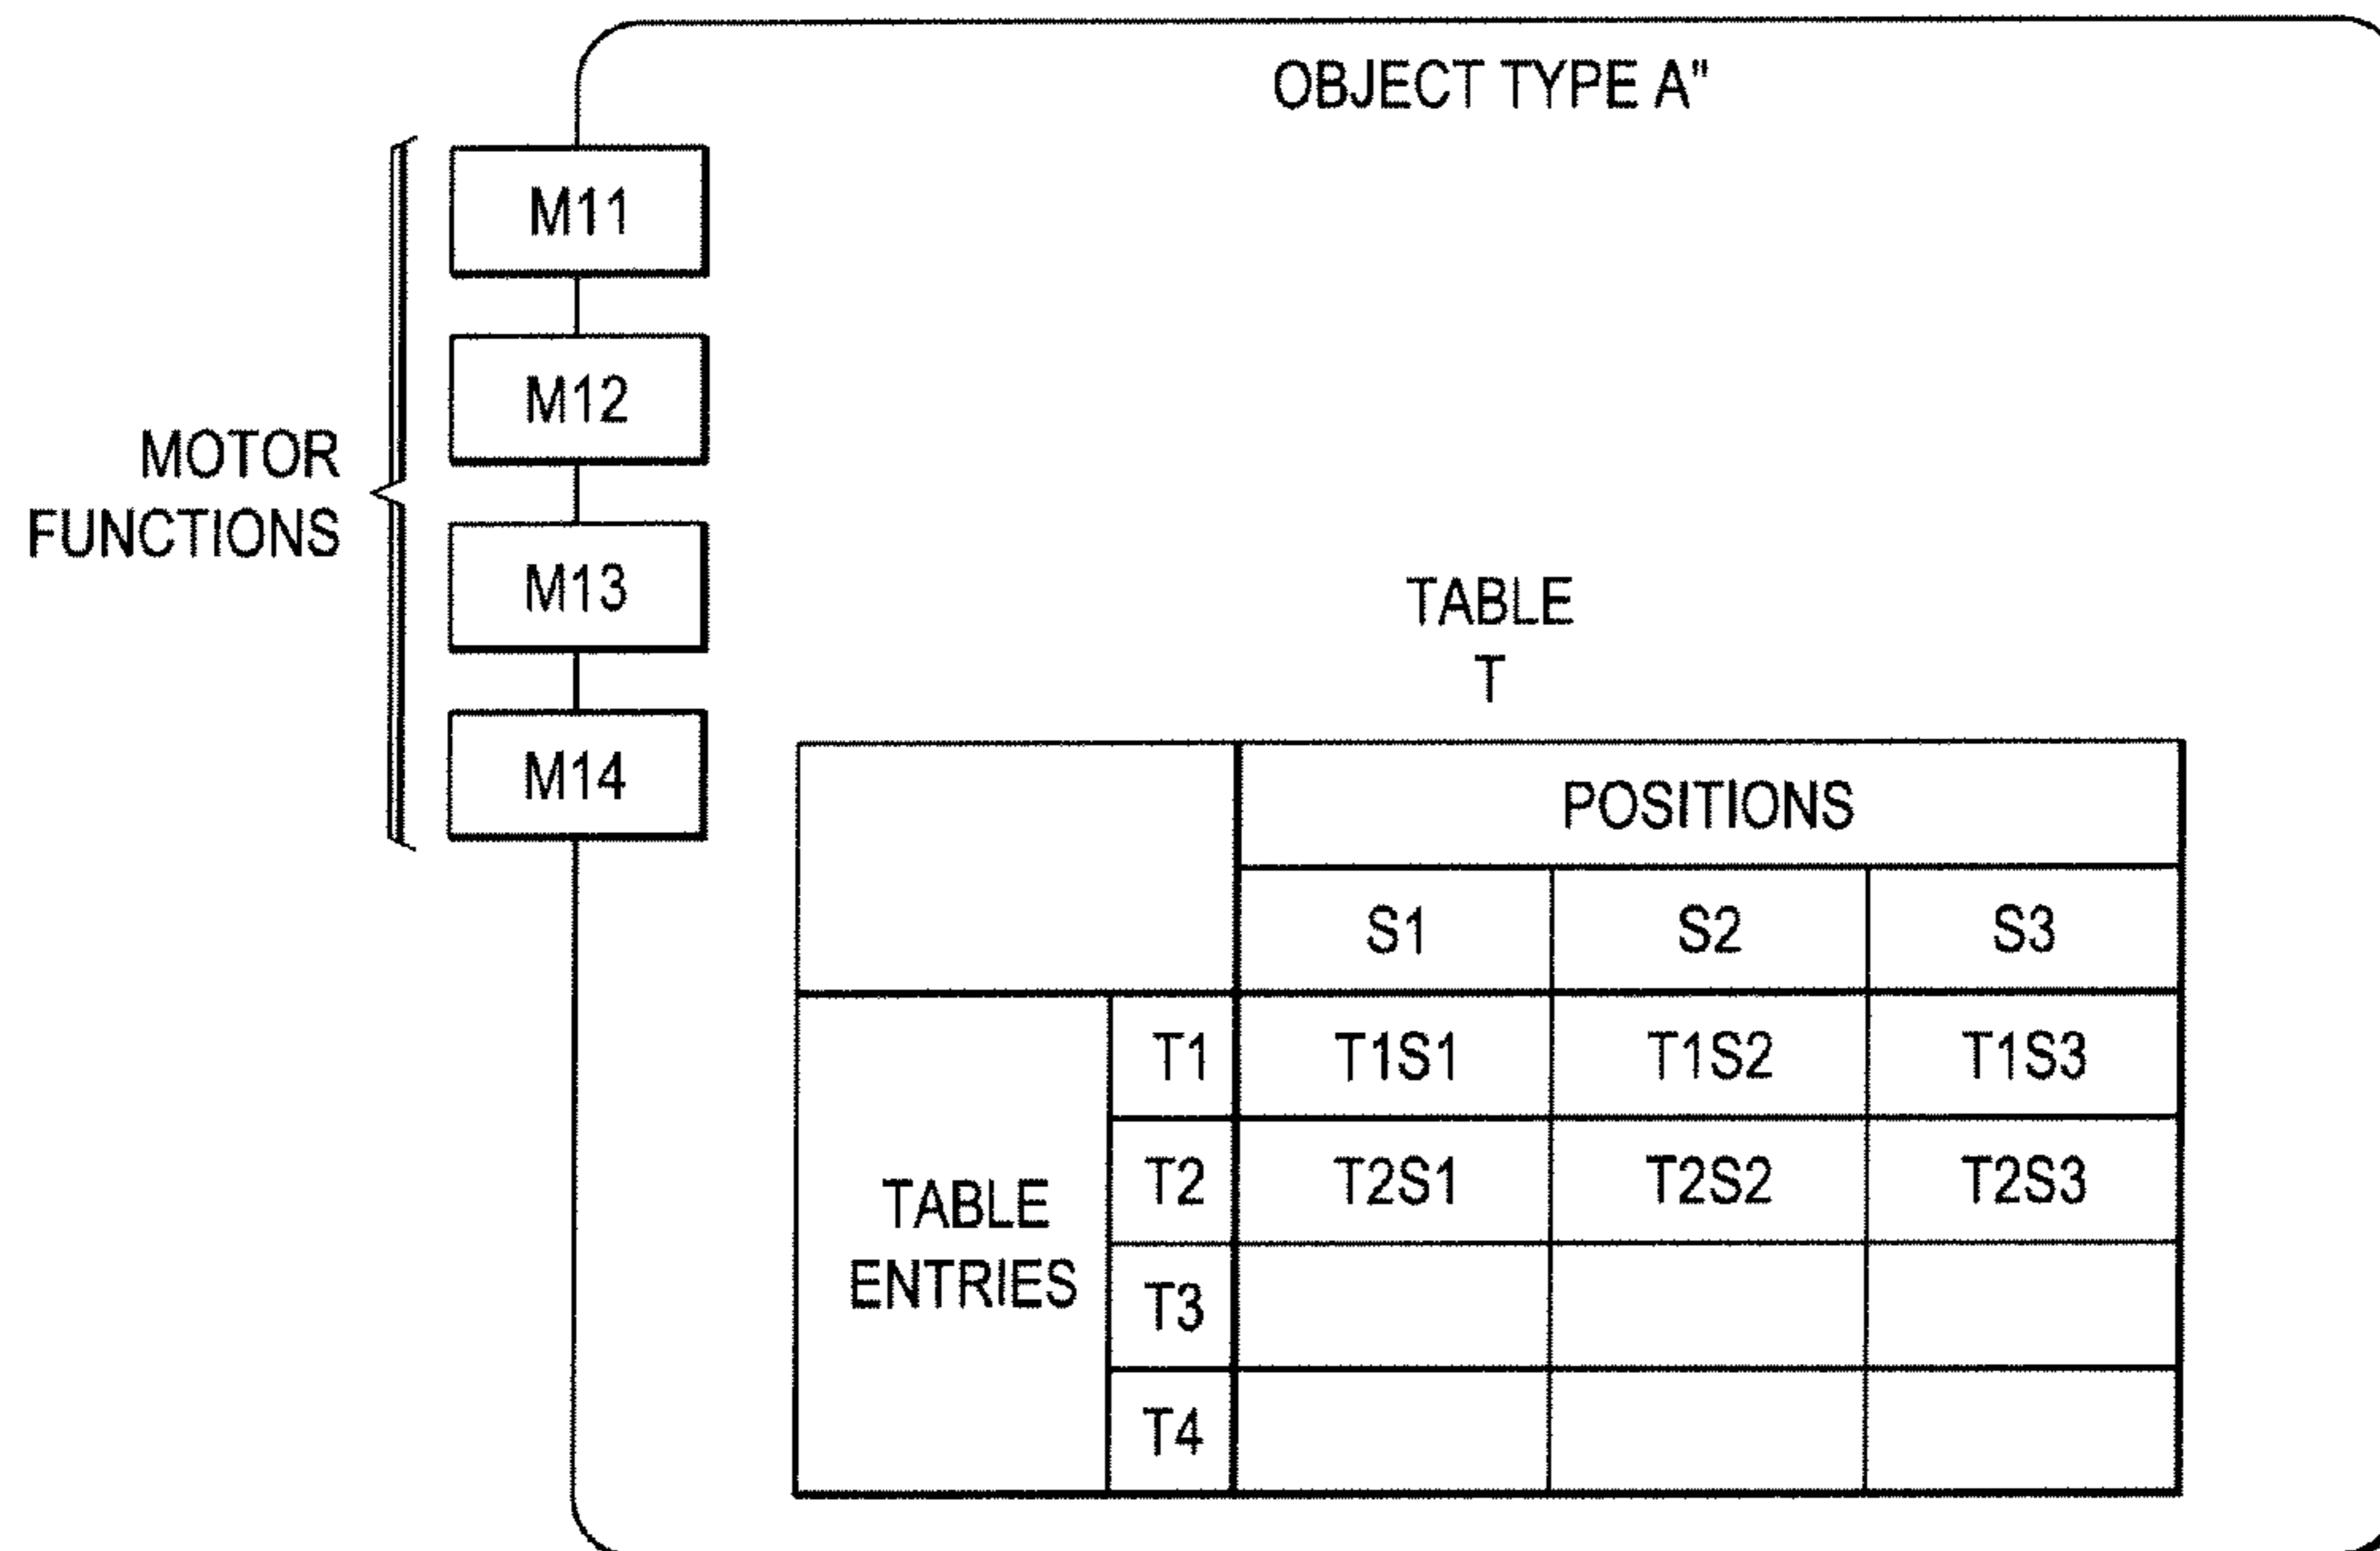 OBJECT TYPE A"
M11
M12
MOTOR
FUNCTIONS
M13
M14
TABLE
T
POSITIONS
S1 S2 S3
T1 T1S1 T1S2 T1S3
T2 T2S1 T2S2 T2S3
TABLE
ENTRIES
T3
T4